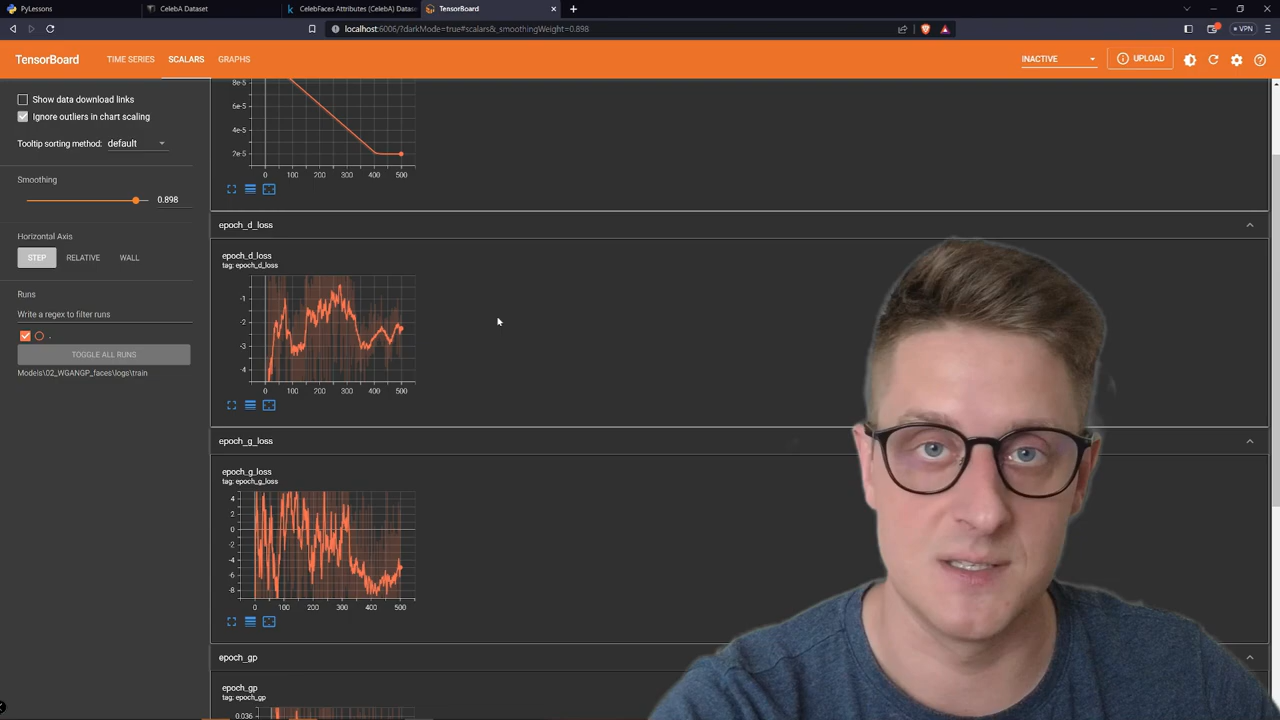 PyLessons
CelebA Dataset
CelebFaces Attributes (CelebA) Datase
TensorBoard
localhost:6006/?darkMode=true#scalars&_smoothingWeight=0.898
VPN
TensorBoard
TIME SERIES
SCALARS
GRAPHS
INACTIVE
UPLOAD
Show data download links
Ignore outliers in chart scaling
Tooltip sorting method: default
Smoothing
0.898
Horizontal Axis
STEP
RELATIVE
WALL
Runs
Write a regex to filter runs
.
TOGGLE ALL RUNS
Models\02_WGANGP_faces\logs\train
8e-5
6e-5
4e-5
2e-5
0 100 200 300 400 500
epoch_d_loss
epoch_d_loss
tag: epoch_d_loss
-1
-2
-3
-4
0 100 200 300 400 500
epoch_g_loss
epoch_g_loss
tag: epoch_g_loss
4
2
0
-2
-4
-6
-8
0 100 200 300 400 500
epoch_gp
epoch_gp
tag: epoch_gp
0.036